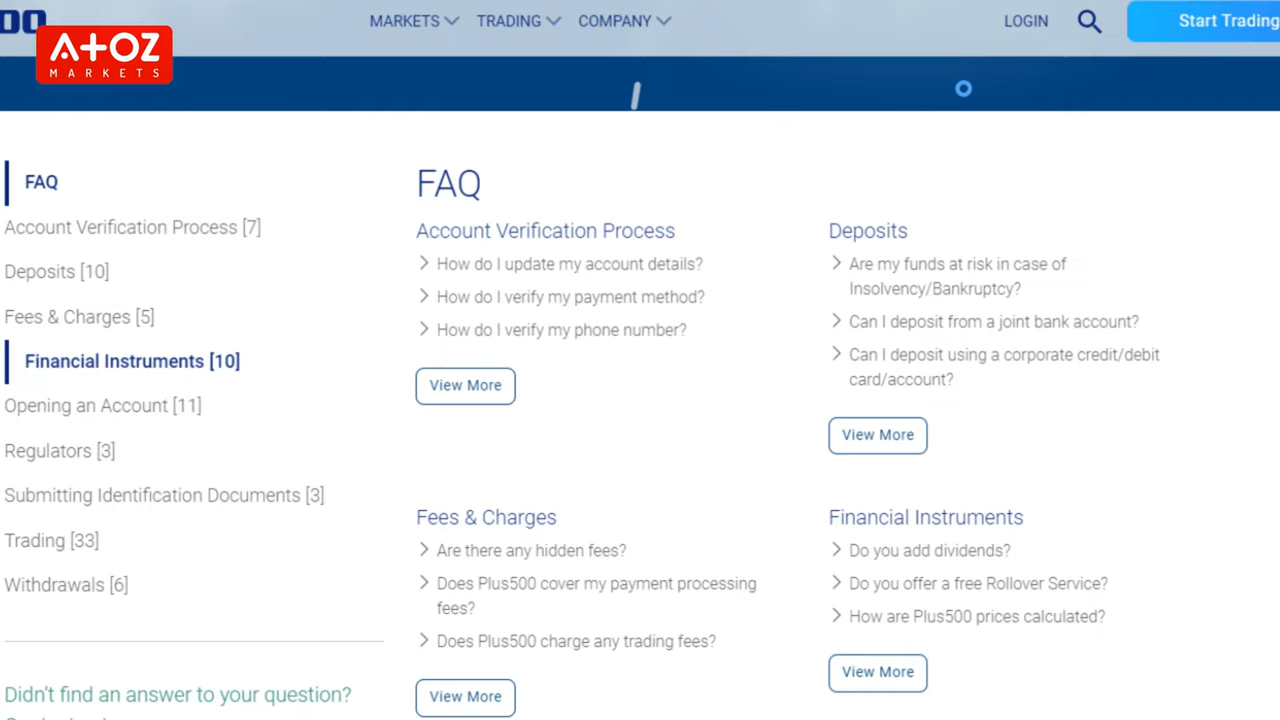 MARKETS TRADING COMPANY LOGIN Start Trading
A+OZ
MARKETS
FAQ
Account Verification Process [7]
Deposits [10]
Fees & Charges [5]
Financial Instruments [10]
Opening an Account [11]
Regulators [3]
Submitting Identification Documents [3]
Trading [33]
Withdrawals [6]
Didn't find an answer to your question?
FAQ
Account Verification Process
How do I update my account details?
How do I verify my payment method?
How do I verify my phone number?
View More
Deposits
Are my funds at risk in case of
Insolvency/Bankruptcy?
Can I deposit from a joint bank account?
Can I deposit using a corporate credit/debit
card/account?
View More
Fees & Charges
Are there any hidden fees?
Does Plus500 cover my payment processing
fees?
Does Plus500 charge any trading fees?
View More
Financial Instruments
Do you add dividends?
Do you offer a free Rollover Service?
How are Plus500 prices calculated?
View More